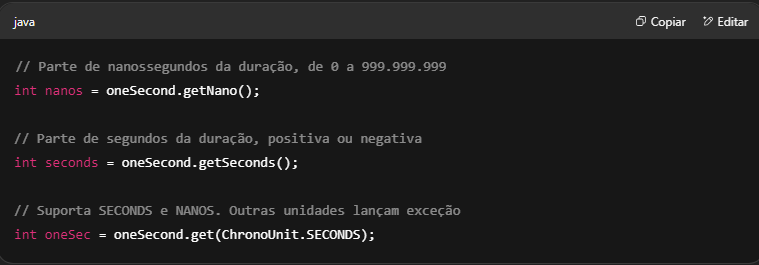 java
Copiar
Editar
// Parte de nanossegundos da duração, de 0 a 999.999.999
int nanos = oneSecond.getNano();
// Parte de segundos da duração, positiva ou negativa
int seconds = oneSecond.getSeconds();
// Suporta SECONDS e NANOS. Outras unidades lançam exceção
int oneSec = oneSecond.get(ChronoUnit.SECONDS);